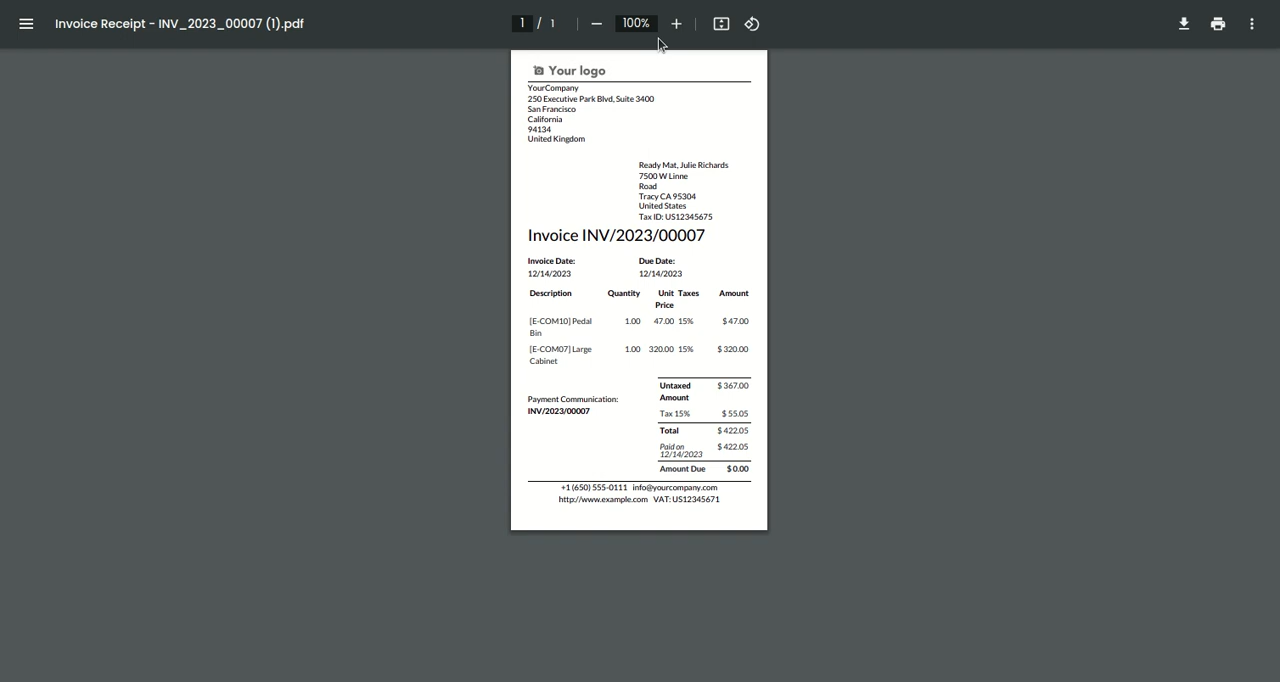 Invoice Receipt - INV_2023_00007 (1).pdf
1 / 1
100%
Your logo
YourCompany
250 Executive Park Blvd, Suite 3400
San Francisco
California
94134
United Kingdom
Ready Mat, Julie Richards
7500 W Linne
Road
Tracy CA 95304
United States
Tax ID: US12345675
Invoice INV/2023/00007
Invoice Date: Due Date:
12/14/2023 12/14/2023
Description Quantity Unit Taxes Amount
Price
[E-COM10] Pedal 1.00 47.00 15% $ 47.00
Bin
[E-COM07] Large 1.00 320.00 15% $ 320.00
Cabinet
Untaxed $ 367.00
Amount
Payment Communication:
INV/2023/00007
Tax 15% $ 55.05
Total $ 422.05
Paid on $ 422.05
12/14/2023
Amount Due $ 0.00
+1 (650) 555-0111 info@yourcompany.com
http://www.example.com VAT: US12345671